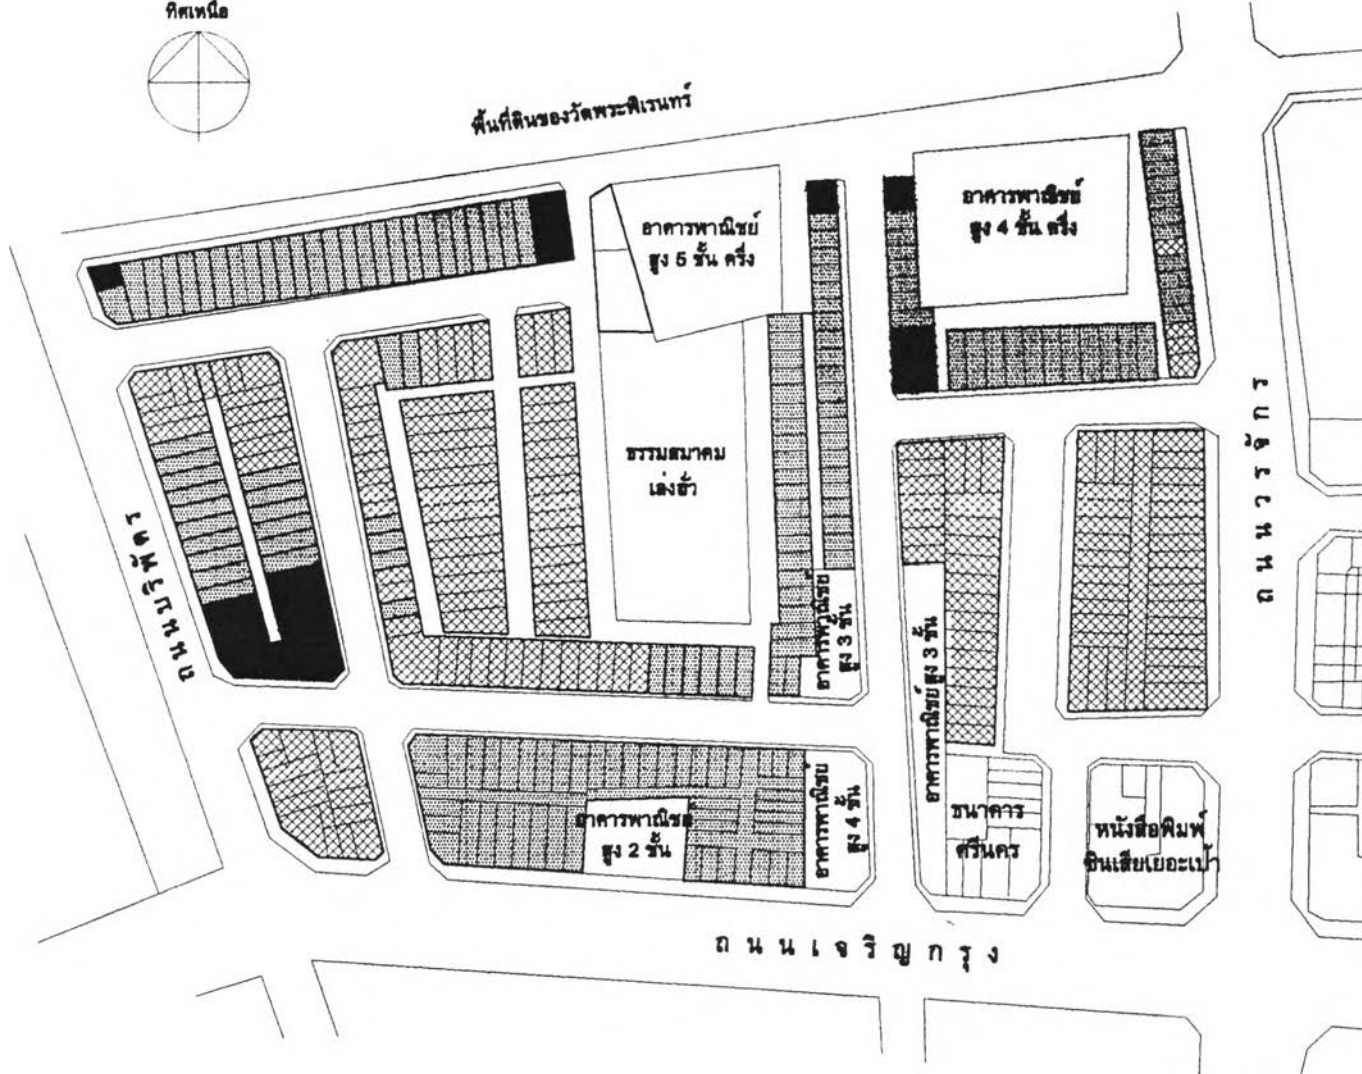 ทิศเหนือ
พื้นที่ดินของวัดพระพิเรนทร์
อาคารพาณิชย์
สูง 5 ชั้น ครึ่ง
อาคารพาณิชย์
สูง 4 ชั้น ครึ่ง
ธรรมสมาคม
เล่งฮั่ว
ถนนบริพัตร
ถนนวรจักร
อาคารพาณิชย์
สูง 3 ชั้น
อาคารพาณิชย์สูง 3 ชั้น
อาคารพาณิชย์
สูง 2 ชั้น
อาคารพาณิชย์
สูง 4 ชั้น
ธนาคาร
ศรีนคร
หนังสือพิมพ์
ซินเสียเยอะเป้า
ถนนเจริญกรุง